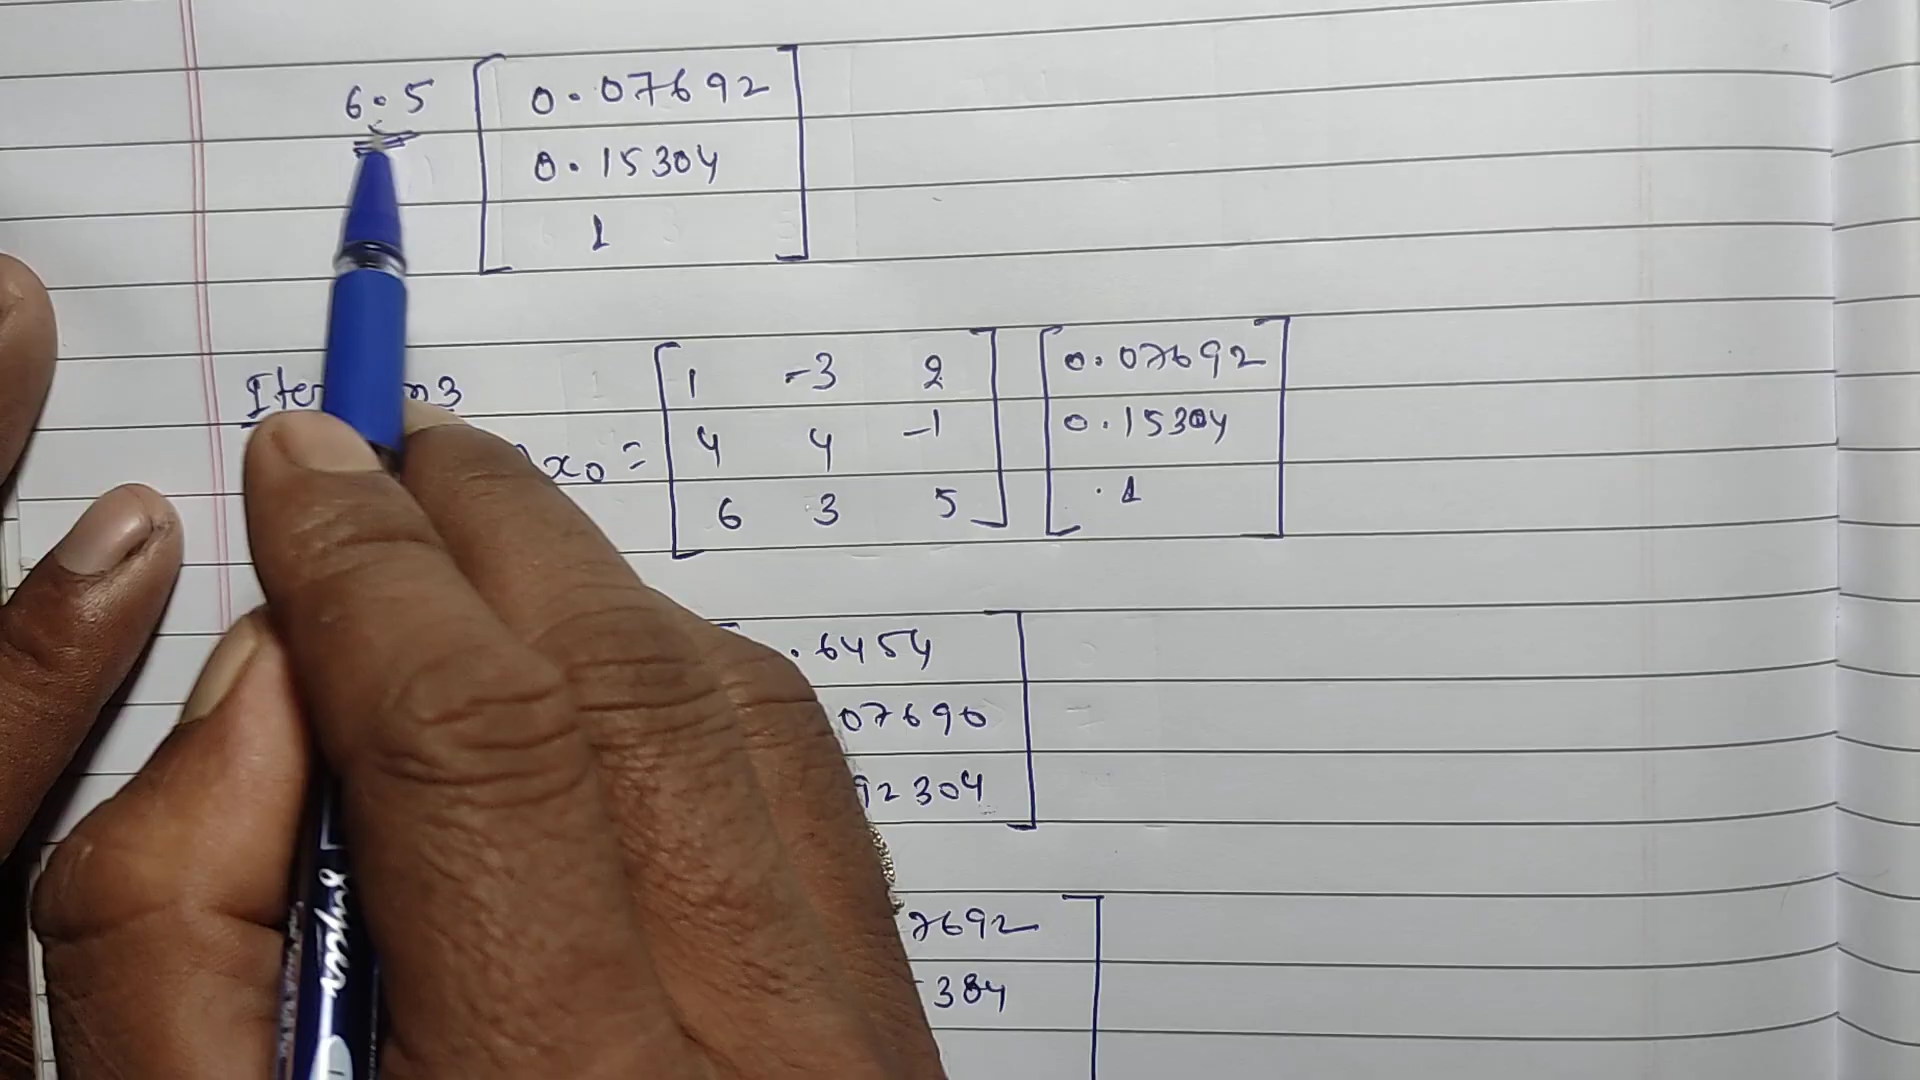 6.5 [ 0.07692
0.15304
1 ]
3
x0 = [ 1 -3 2 ] [ 0.07692 ]
4 4 -1 0.15304
6 3 5 .1
.6454
07690
92304
7692
384